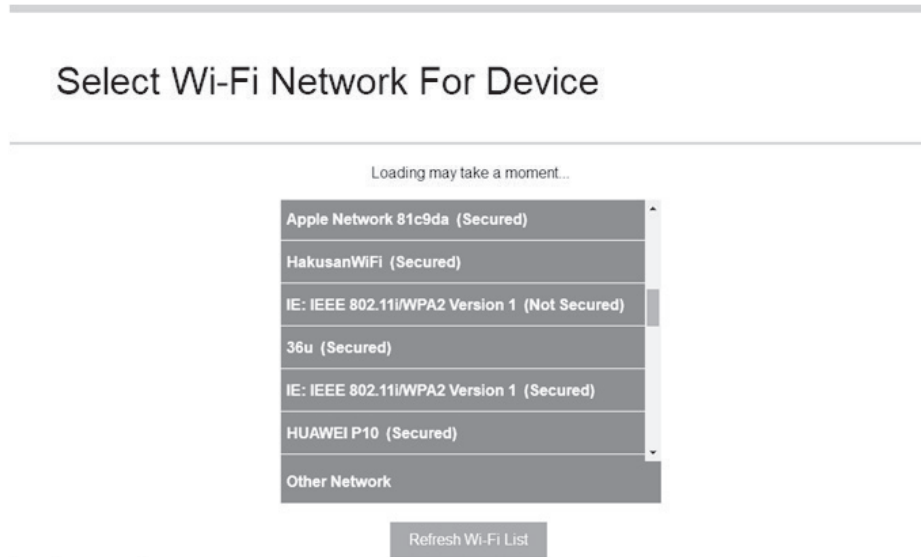 Select Wi-Fi Network For Device
Loading may take a moment...
Apple Network 81c9da (Secured)
HakusanWiFi (Secured)
IE: IEEE 802.11i/WPA2 Version 1 (Not Secured)
36u (Secured)
IE: IEEE 802.11i/WPA2 Version 1 (Secured)
HUAWEI P10 (Secured)
Other Network
Refresh Wi-Fi List